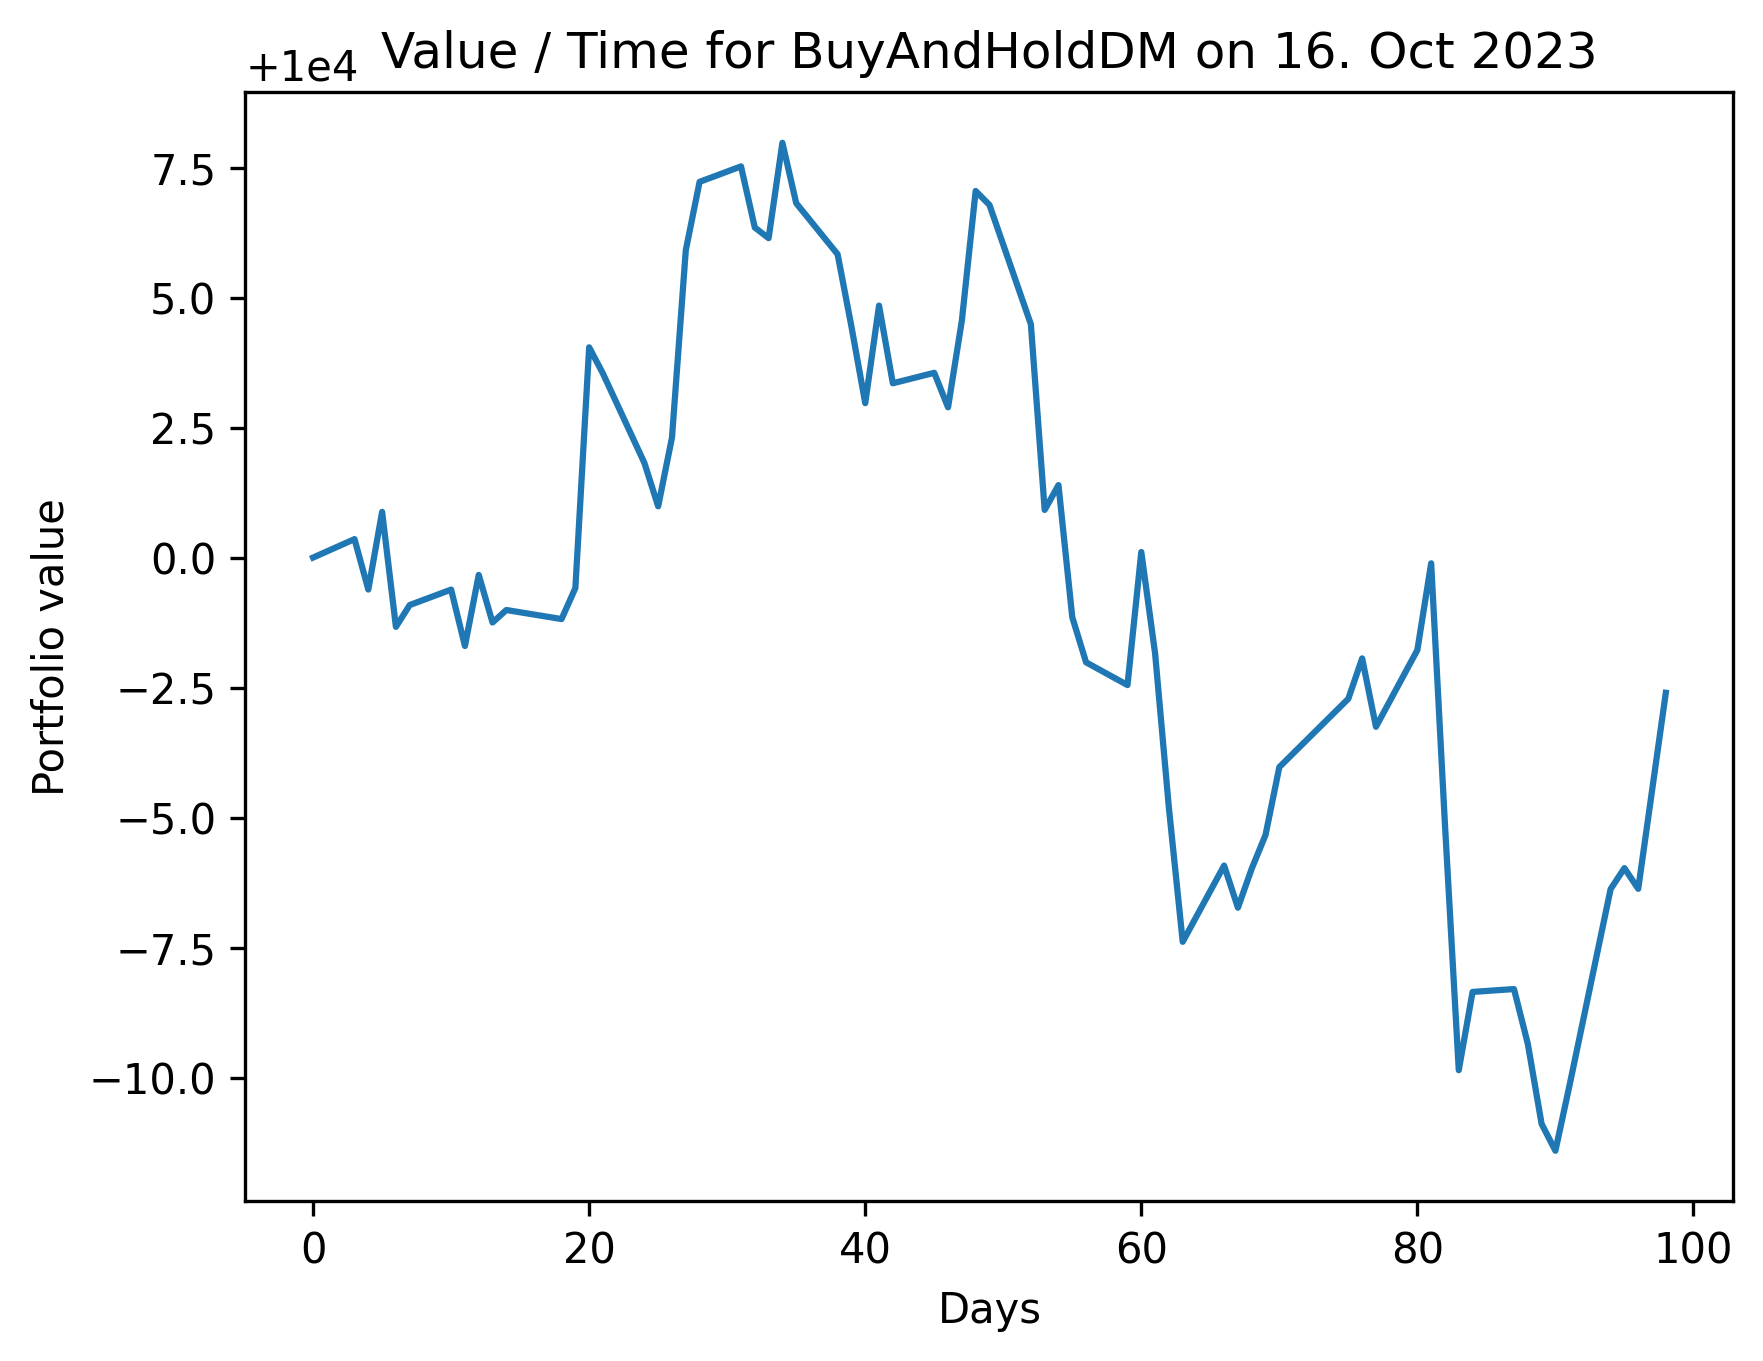 Value / Time for BuyAndHoldDM on 16. Oct 2023
+1e4
7.5
5.0
2.5
0.0
−2.5
−5.0
−7.5
−10.0
Portfolio value
0 20 40 60 80 100
Days